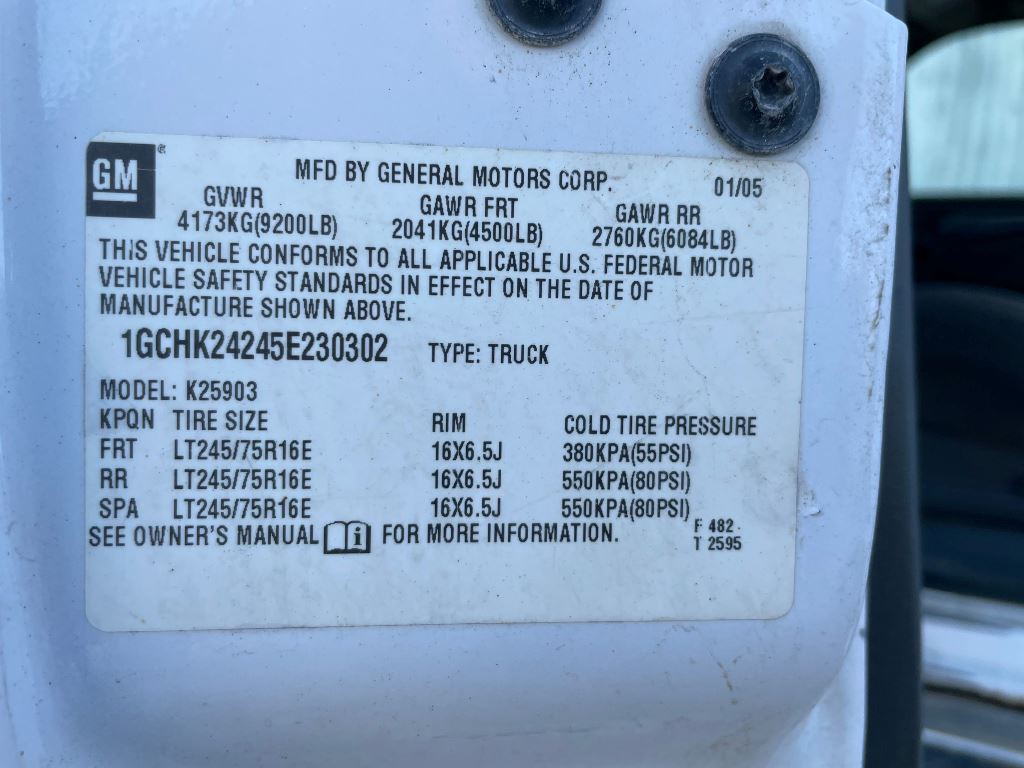 GM ®
MFD BY GENERAL MOTORS CORP. 01/05
GVWR GAWR FRT GAWR RR
4173KG(9200LB) 2041KG(4500LB) 2760KG(6084LB)
THIS VEHICLE CONFORMS TO ALL APPLICABLE U.S. FEDERAL MOTOR
VEHICLE SAFETY STANDARDS IN EFFECT ON THE DATE OF
MANUFACTURE SHOWN ABOVE.
1GCHK24245E230302 TYPE: TRUCK
MODEL: K25903
KPQN TIRE SIZE RIM COLD TIRE PRESSURE
FRT LT245/75R16E 16X6.5J 380KPA(55PSI)
RR LT245/75R16E 16X6.5J 550KPA(80PSI)
SPA LT245/75R16E 16X6.5J 550KPA(80PSI)
SEE OWNER'S MANUAL i FOR MORE INFORMATION.
F 482
T 2595